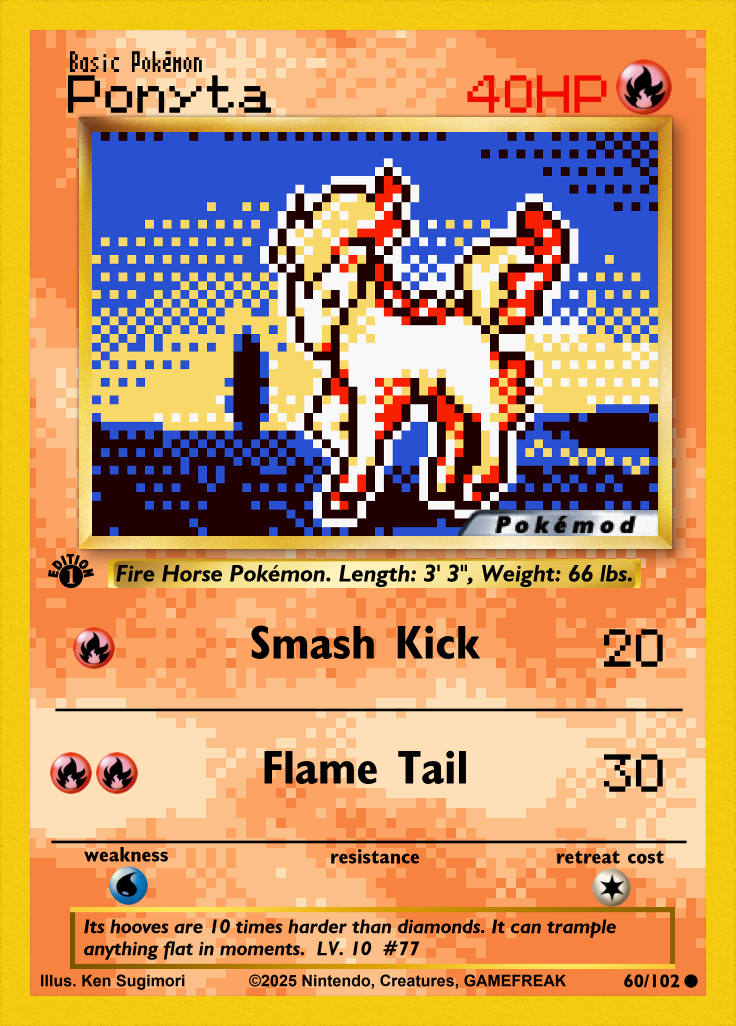 Basic Pokémon
Ponyta
40HP
Pokémod
EDITION
1
Fire Horse Pokémon. Length: 3' 3", Weight: 66 lbs.
Smash Kick 20
Flame Tail 30
weakness resistance retreat cost
Its hooves are 10 times harder than diamonds. It can trample
anything flat in moments. LV. 10 #77
Illus. Ken Sugimori ©2025 Nintendo, Creatures, GAMEFREAK 60/102